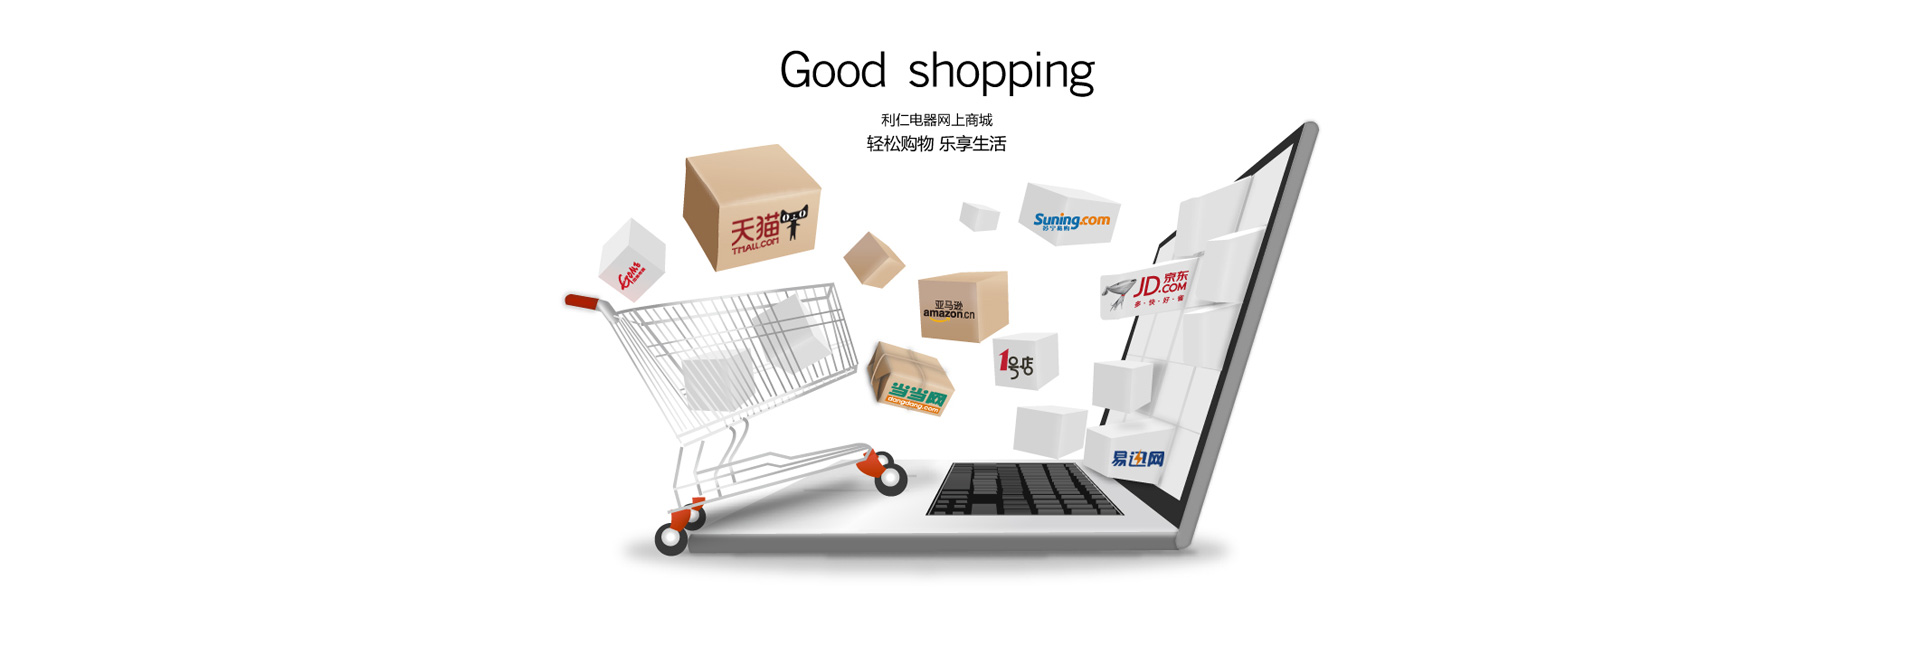 Good shopping
利仁电器网上商城
轻松购物 乐享生活
天猫
TMALL.COM
Suning.com
苏宁易购
GOME
JD.京东
.COM
多·快·好·省
亚马逊
amazon.cn
1号店
当当网
dangdang.com
易迅网